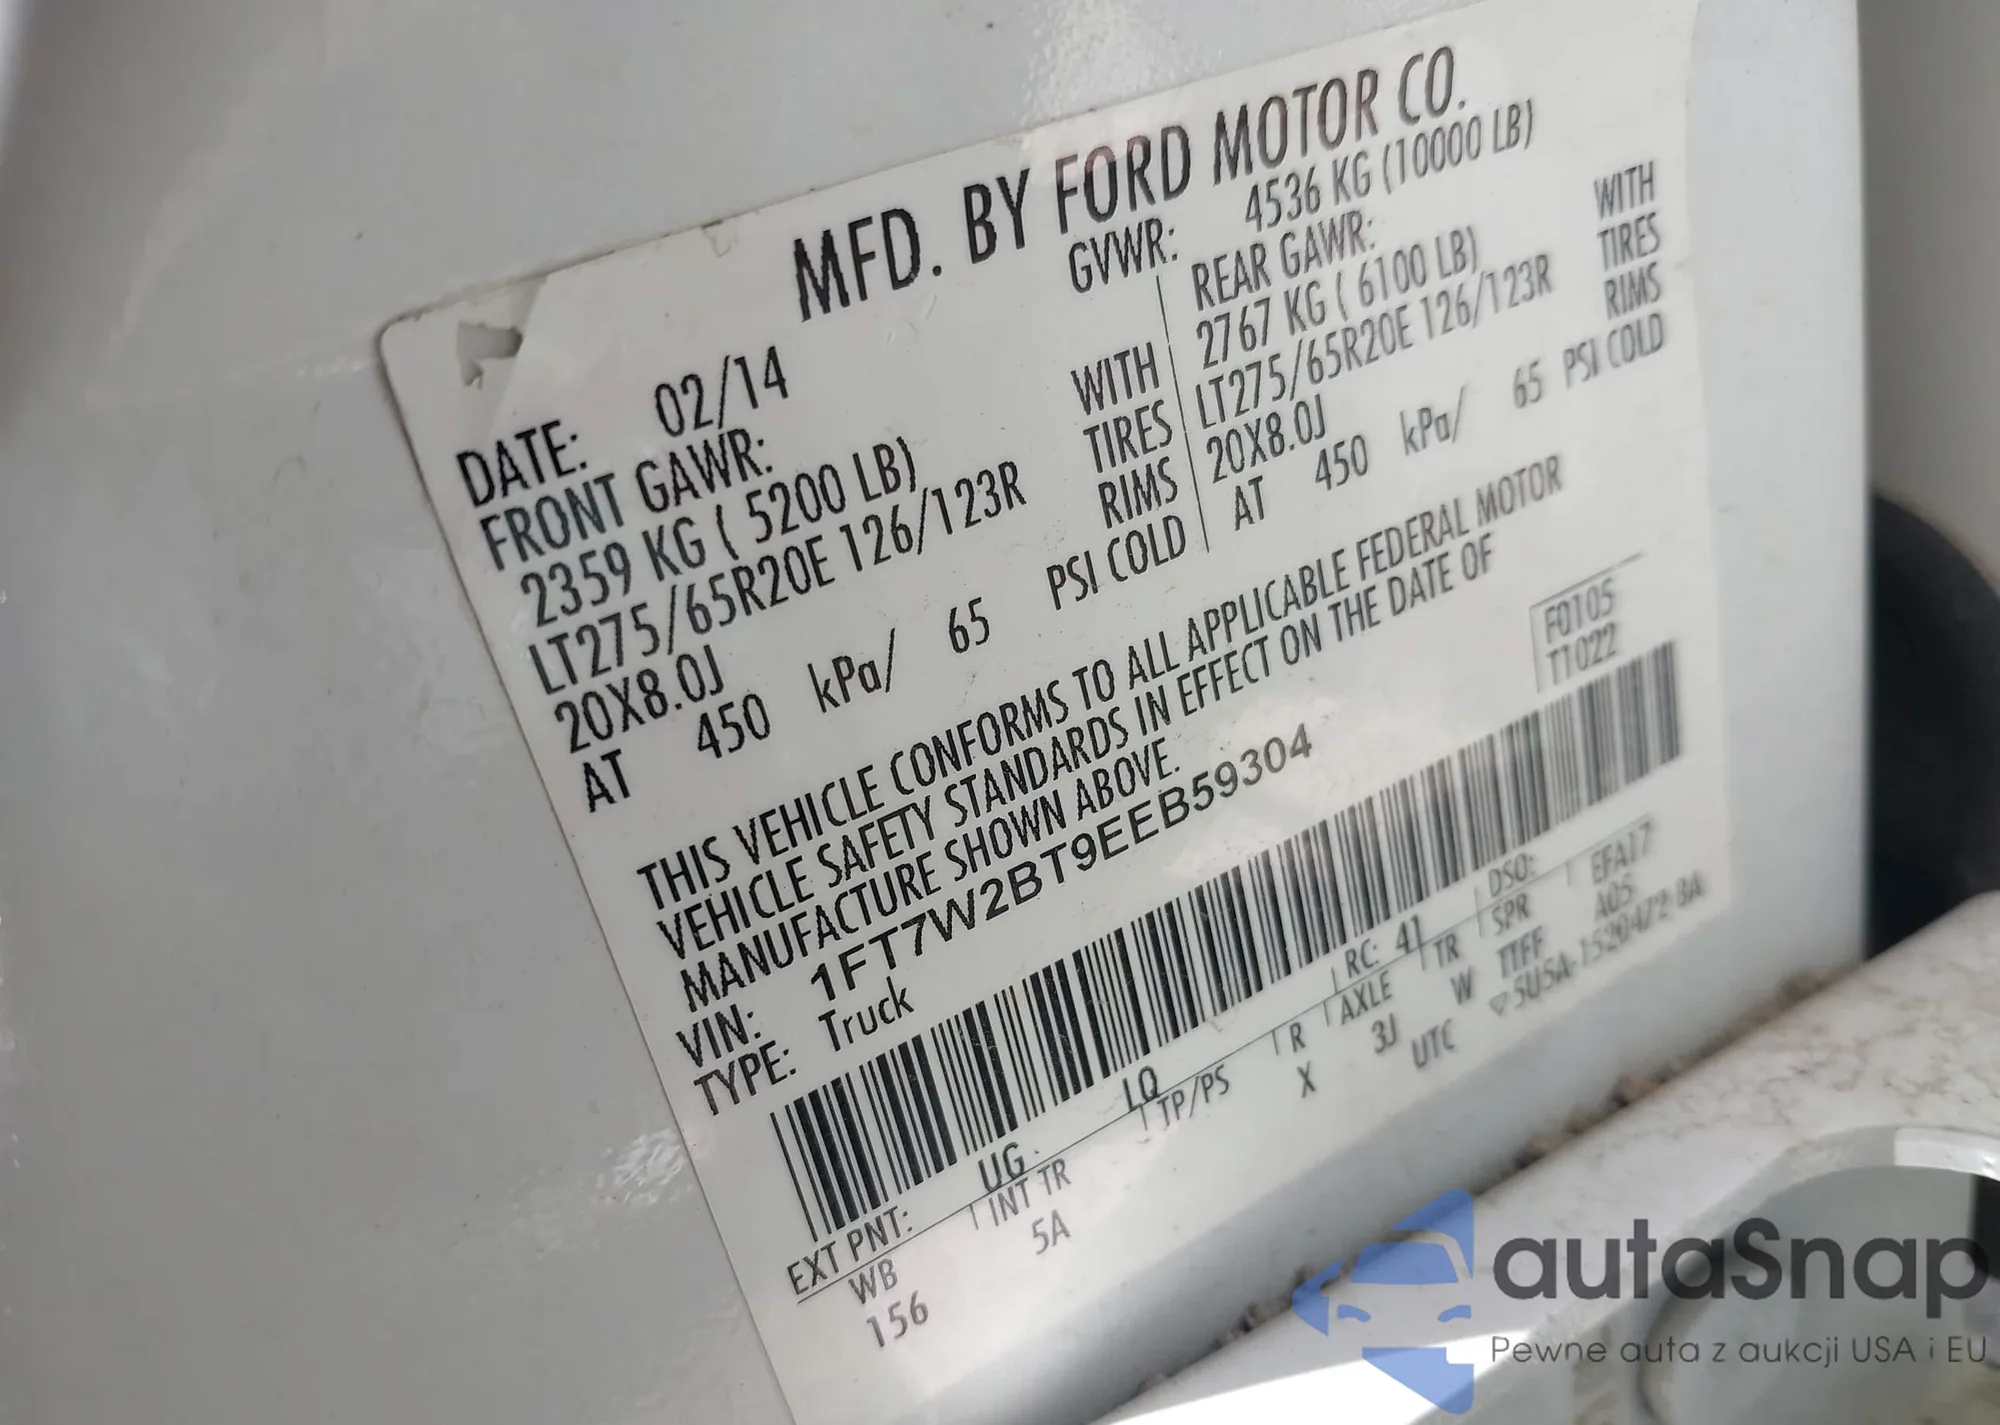 MFD. BY FORD MOTOR CO.
DATE: 02/14 GVWR: 4536 KG (10000 LB)
FRONT GAWR: REAR GAWR:
2359 KG ( 5200 LB) WITH 2767 KG ( 6100 LB) WITH
LT275/65R20E 126/123R TIRES LT275/65R20E 126/123R TIRES
20X8.0J RIMS 20X8.0J RIMS
AT 450 kPa/ 65 PSI COLD AT 450 kPa/ 65 PSI COLD
THIS VEHICLE CONFORMS TO ALL APPLICABLE FEDERAL MOTOR
VEHICLE SAFETY STANDARDS IN EFFECT ON THE DATE OF
MANUFACTURE SHOWN ABOVE.
VIN: 1FT7W2BT9EEB59304 F0105
TYPE: Truck T1022
EXT PNT: UG LQ RC: 41 DSO:
WB INT TR TP/PS R AXLE TR SPR EFA17
156 5A X 3J W TTFF A05
UTC ▽5U5A-1520472-BA
autaSnap
Pewne auta z aukcji USA i EU